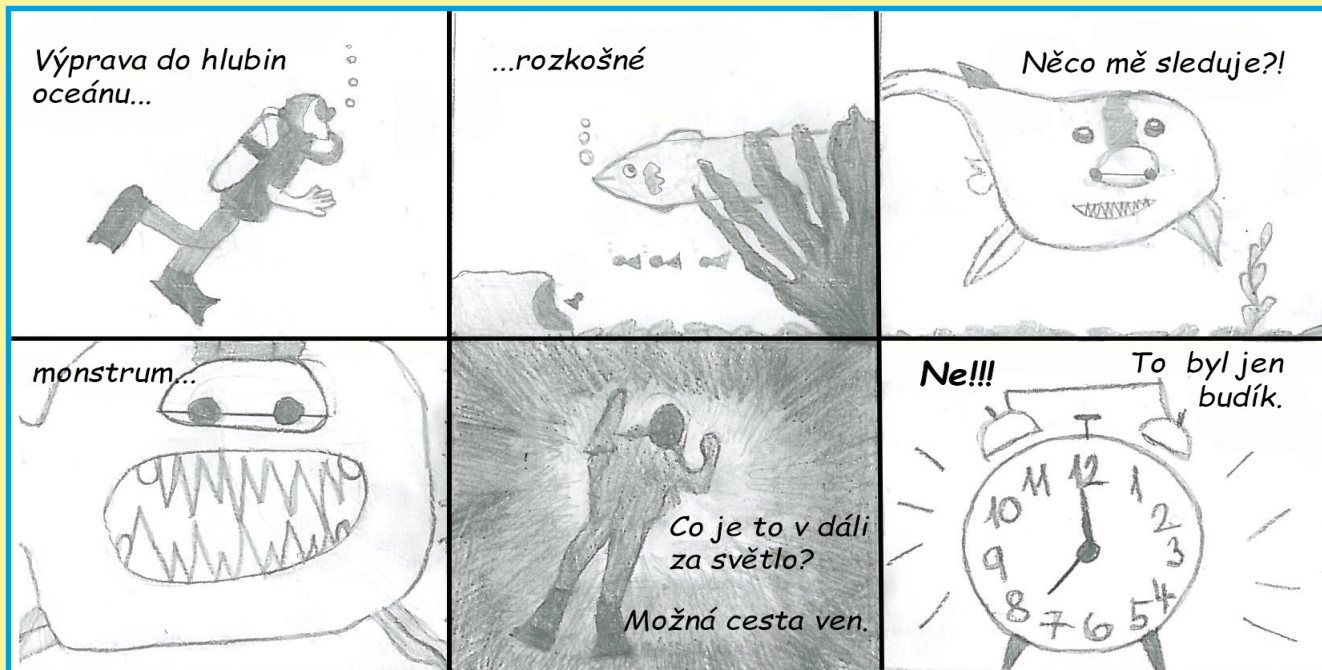 Výprava do hlubin
oceánu...
...rozkošné
Něco mě sleduje?!
monstrum...
Co je to v dáli
za světlo?
Možná cesta ven.
Ne!!!
To byl jen
budík.
11 12 1
10 2
9 3
8 4
7 6 5